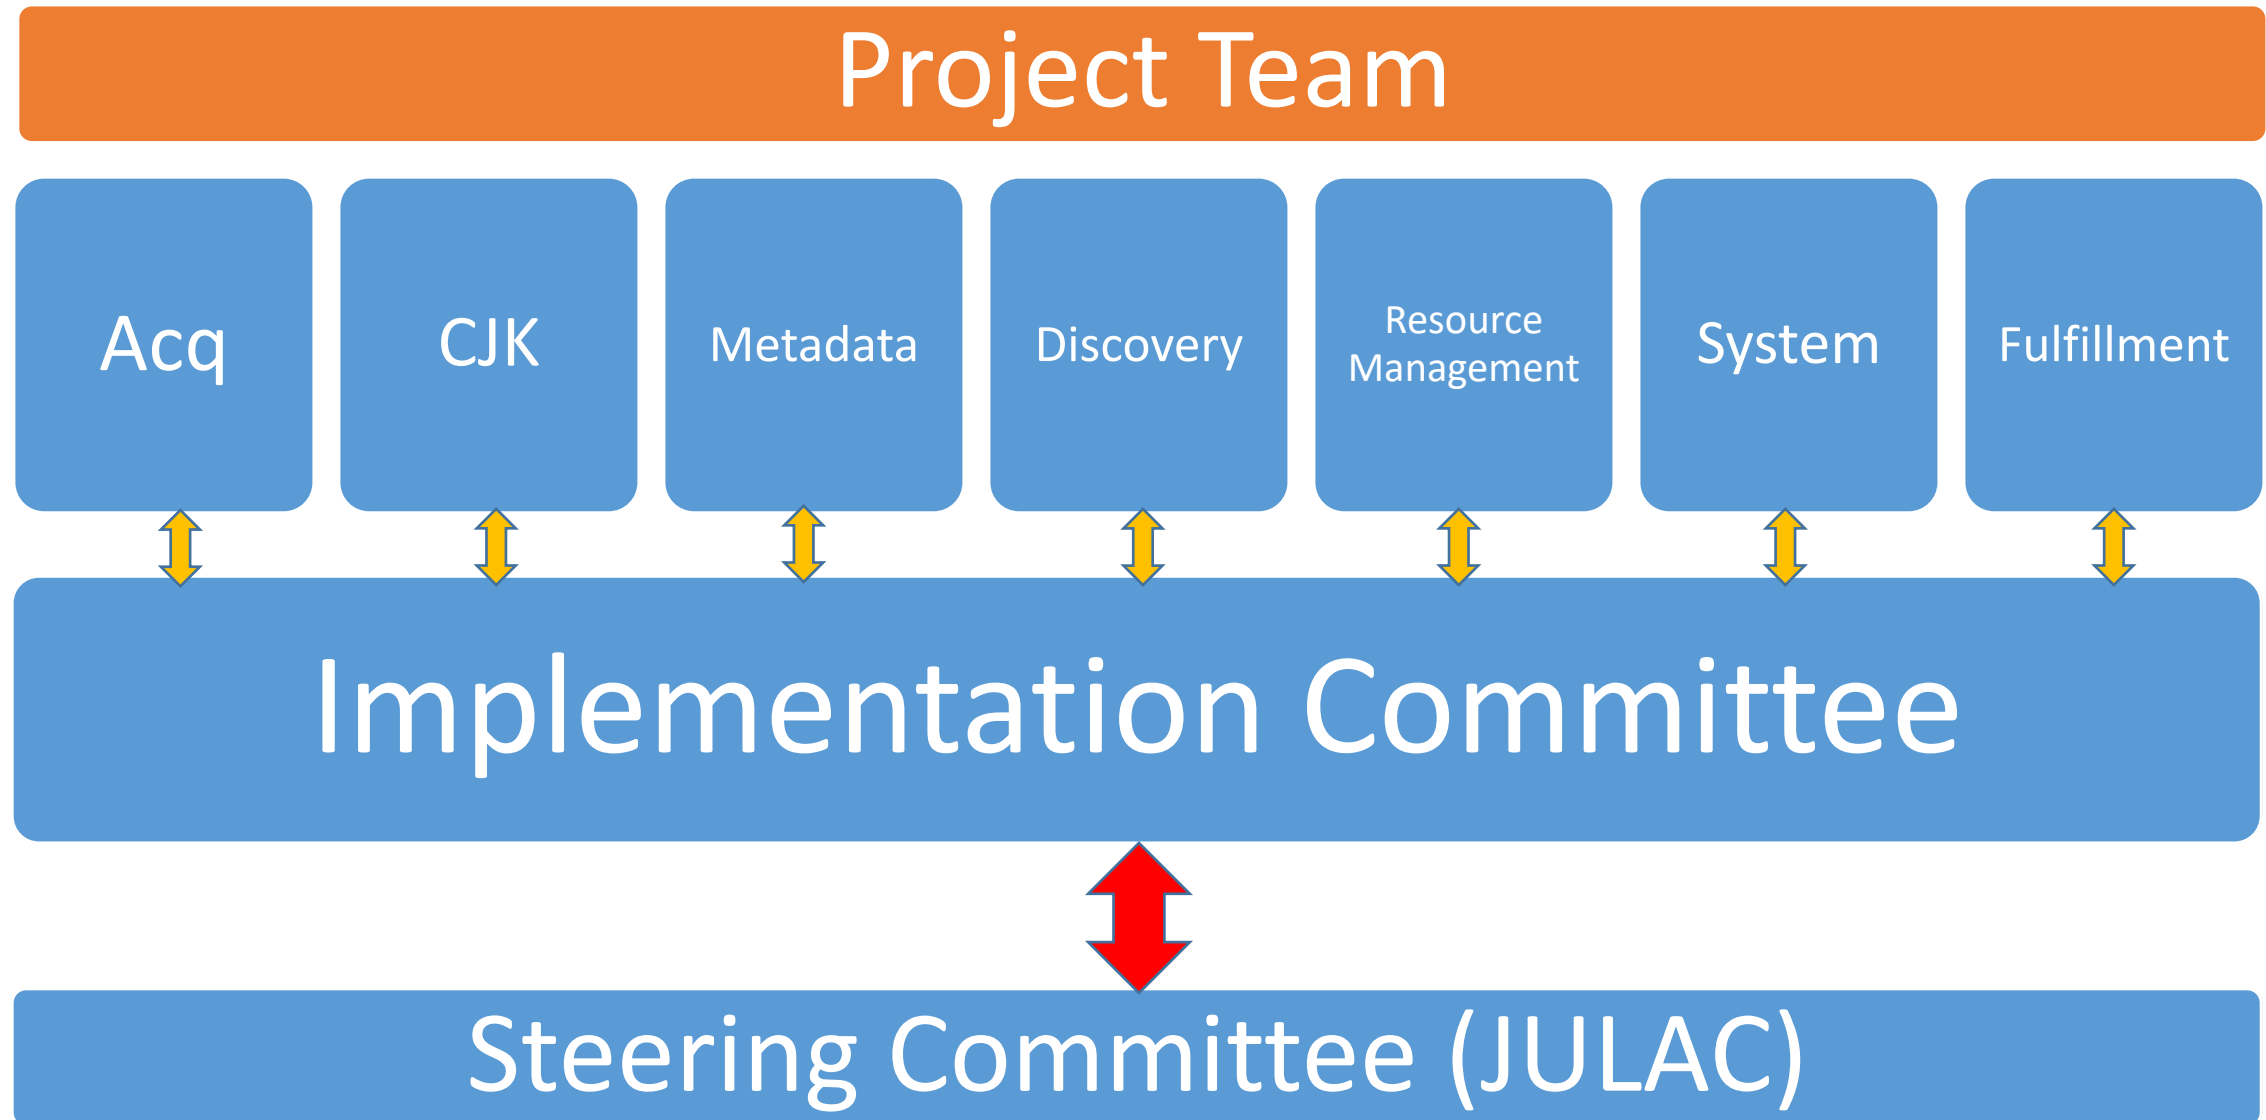 Project Team
Acq
CJK
Metadata
Discovery
Resource
Management
System
Fulfillment
Implementation Committee
Steering Committee (JULAC)